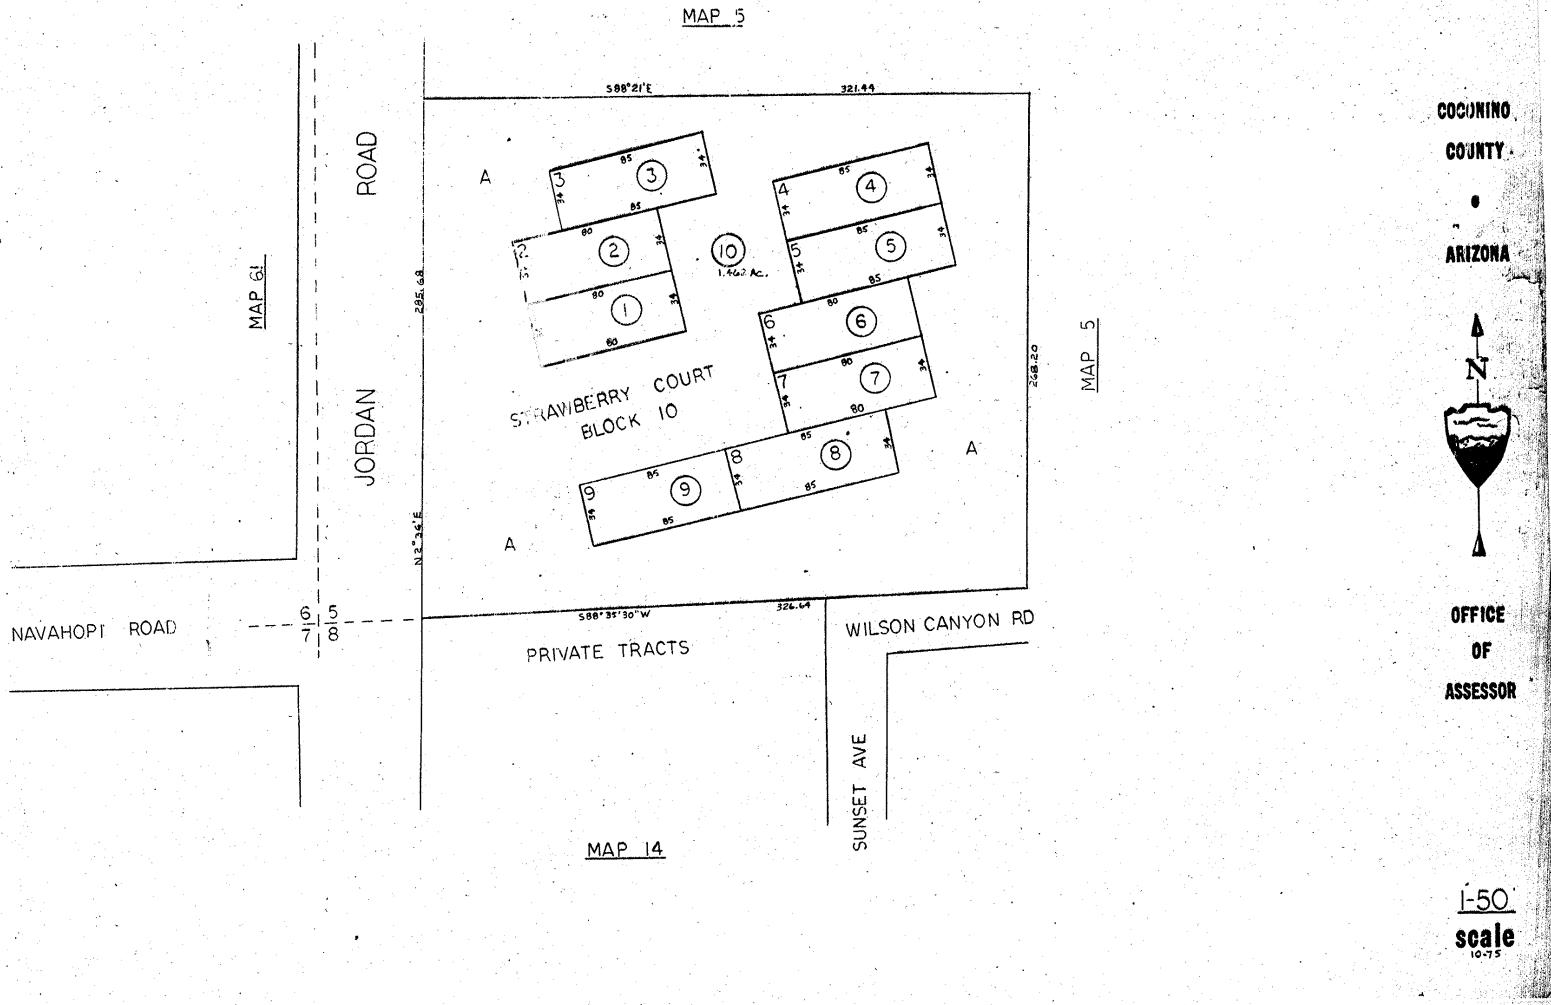 MAP 5
S88°21'E 321.44
ROAD
JORDAN
MAP 61
285.68
N2°36'E
A
3
85
3
34
34
85
2
80
2
34
80
1
34
80
10
1.462 Ac.
4
85
4
34
34
5
85
5
34
34
85
6
80
6
34
7
80
7
34
34
80
8
85
8
34
34
85
9
85
9
34
85
STRAWBERRY COURT
BLOCK 10
A
A
268.20
MAP 5
S88°35'30"W 326.64
NAVAHOPI ROAD
6 5
7 8
PRIVATE TRACTS
WILSON CANYON RD
SUNSET AVE
MAP 14
COCONINO
COUNTY
ARIZONA
N
OFFICE
OF
ASSESSOR
1-50
scale
10-75